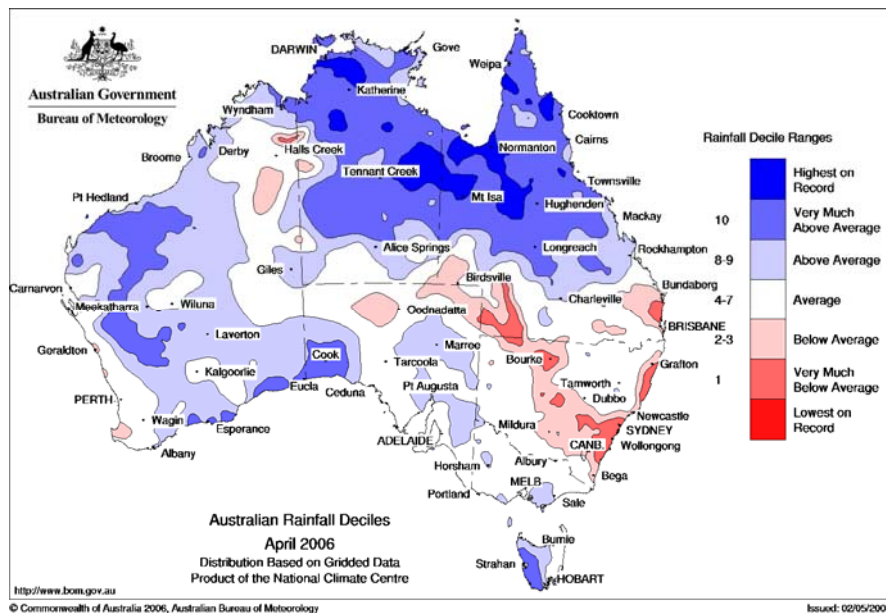 Australian Government
Bureau of Meteorology
DARWIN
Gove
Weipa
Katherine
Wyndham
Cooktown
Cairns
Normanton
Derby
Broome
Halls Creek
Tennant Creek
Mt Isa
Townsville
Pt Hedland
Hughenden
Mackay
Alice Springs
Longreach
Rockhampton
Giles
Birdsville
Carnarvon
Meekatharra
Wiluna
Charleville
Bundaberg
Oodnadatta
BRISBANE
Laverton
Geraldton
Cook
Marree
Tarcoola
Bourke
Grafton
Kalgoorlie
Eucla
Ceduna
Pt Augusta
Tamworth
Dubbo
PERTH
Wagin
Esperance
Albany
ADELAIDE
Mildura
Newcastle
SYDNEY
Wollongong
CANB.
Horsham
Albury
Bega
Portland
MELB
Sale
Burnie
Strahan
HOBART
Rainfall Decile Ranges
Highest on
Record
10
Very Much
Above Average
8-9
Above Average
4-7
Average
2-3
Below Average
1
Very Much
Below Average
Lowest on
Record
Australian Rainfall Deciles
April 2006
Distribution Based on Gridded Data
Product of the National Climate Centre
http://www.bom.gov.au
© Commonwealth of Australia 2006, Australian Bureau of Meteorology
Issued: 02/05/200